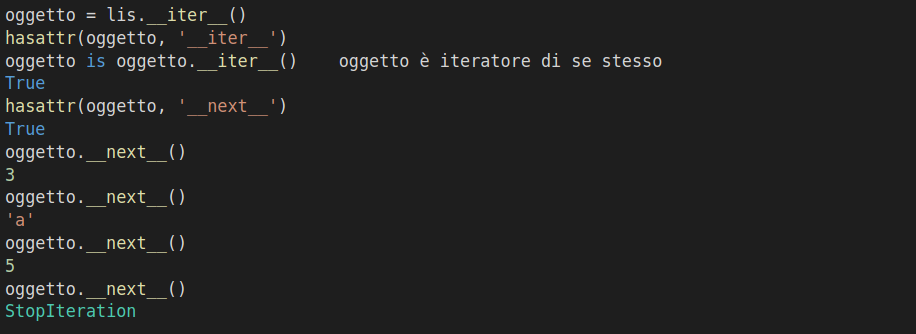 oggetto = lis.__iter__()
hasattr(oggetto, '__iter__')
oggetto is oggetto.__iter__()    oggetto è iteratore di se stesso
True
hasattr(oggetto, '__next__')
True
oggetto.__next__()
3
oggetto.__next__()
'a'
oggetto.__next__()
5
oggetto.__next__()
StopIteration